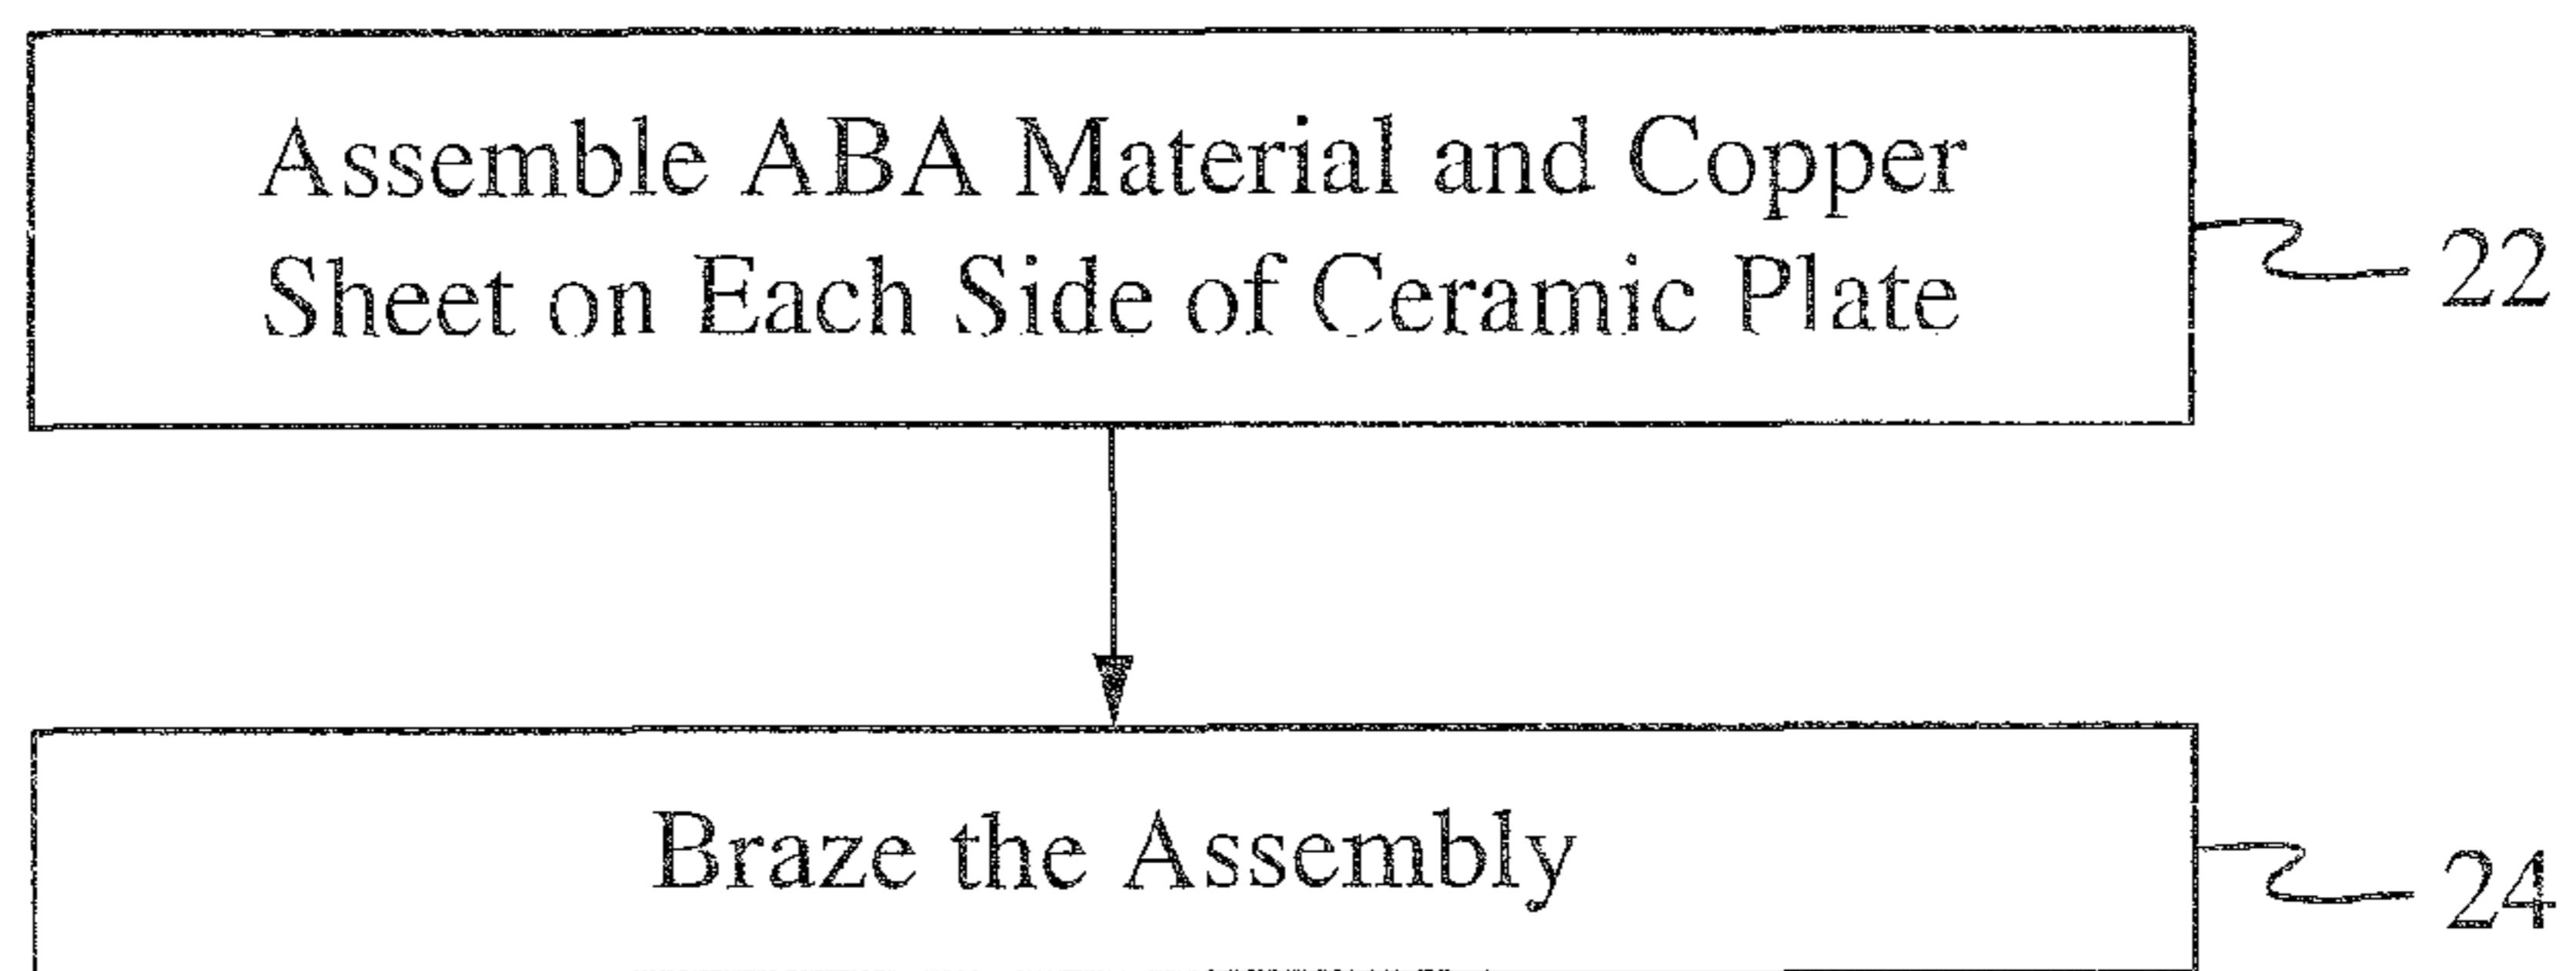 Assemble ABA Material and Copper
Sheet on Each Side of Ceramic Plate
22
Braze the Assembly
24